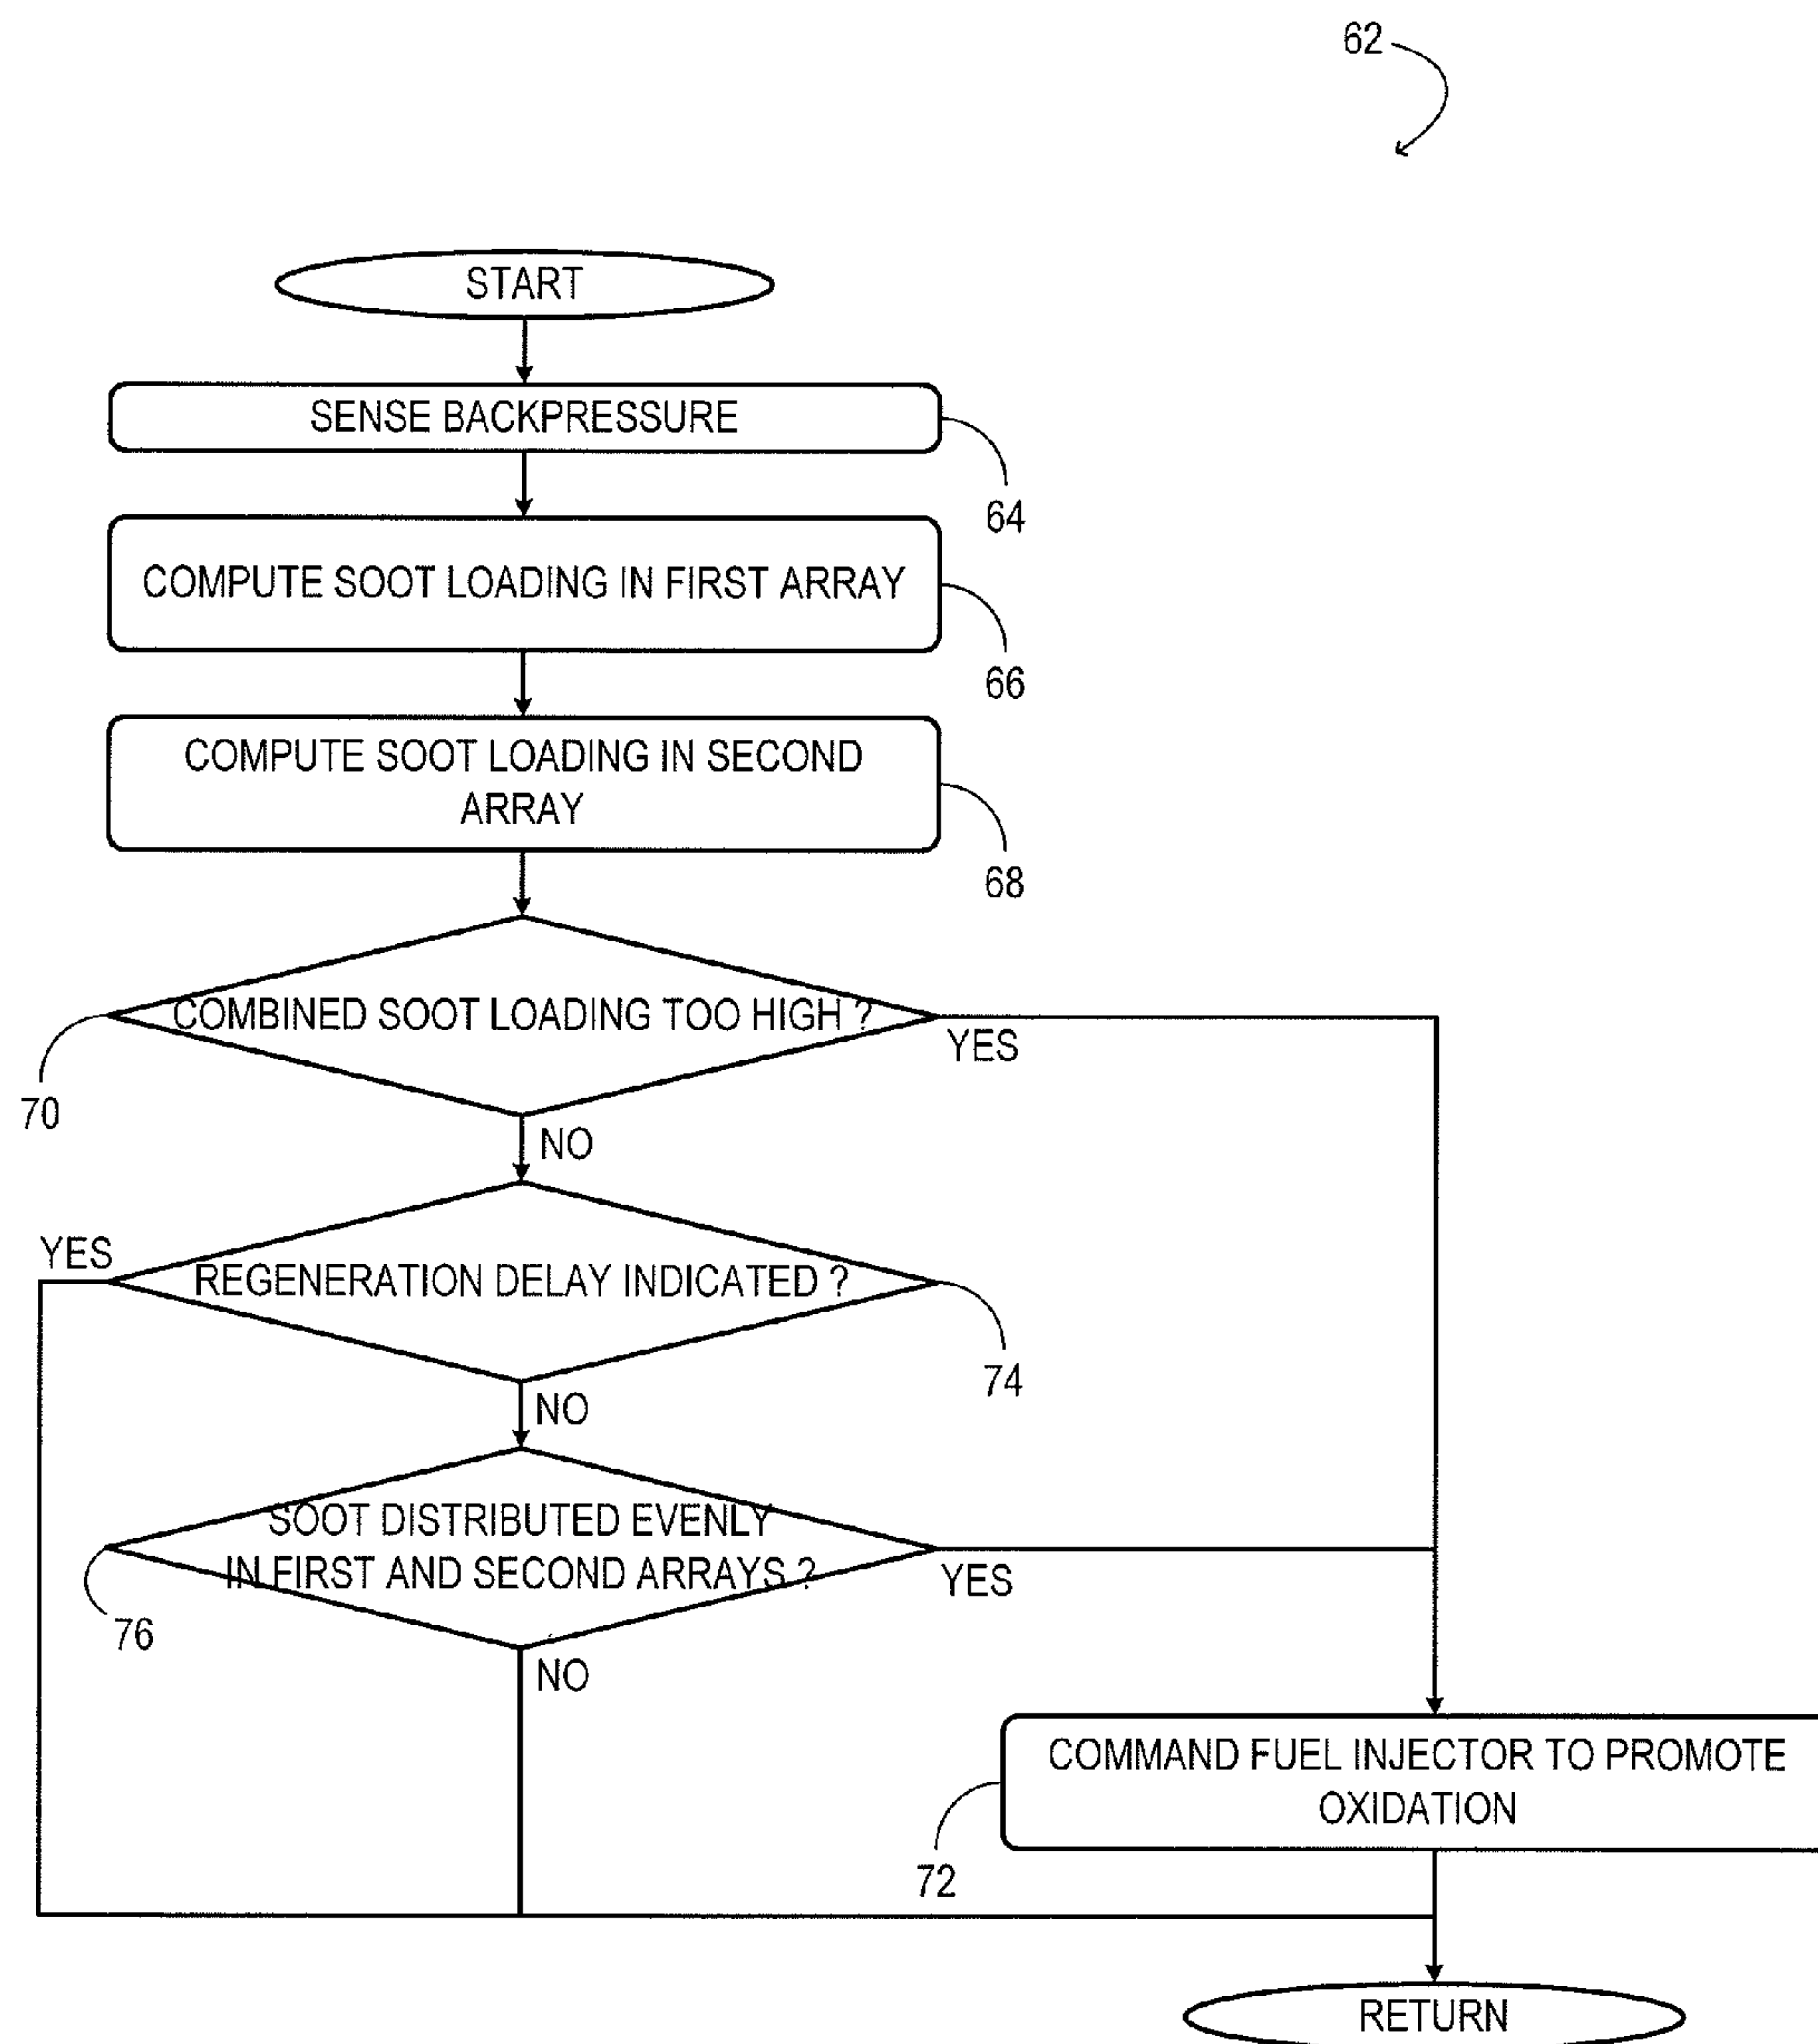 62
START
SENSE BACKPRESSURE
64
COMPUTE SOOT LOADING IN FIRST ARRAY
66
COMPUTE SOOT LOADING IN SECOND
ARRAY
68
COMBINED SOOT LOADING TOO HIGH ?
YES
70
NO
YES
REGENERATION DELAY INDICATED ?
74
NO
SOOT DISTRIBUTED EVENLY
IN FIRST AND SECOND ARRAYS ?
YES
76
NO
COMMAND FUEL INJECTOR TO PROMOTE
OXIDATION
72
RETURN